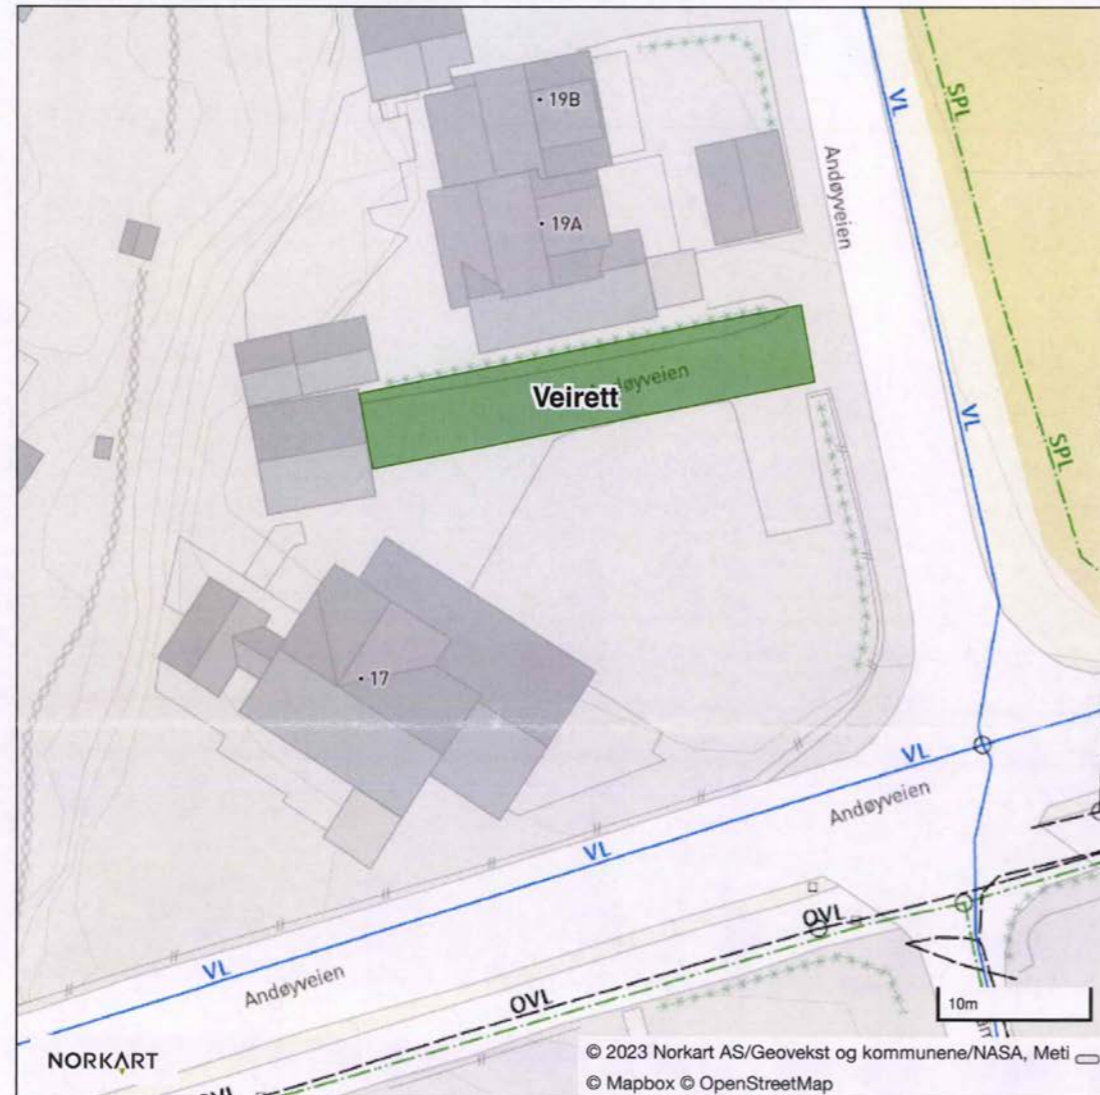 19B
VL
SPL
Andøyveien
19A
Veirett
døyveien
VL
SPL
17
VL
Andøyveien
VL
OVL
VL
Andøyveien
OVL
10m
NORKART
© 2023 Norkart AS/Geovekst og kommunene/NASA, Meti
© Mapbox © OpenStreetMap